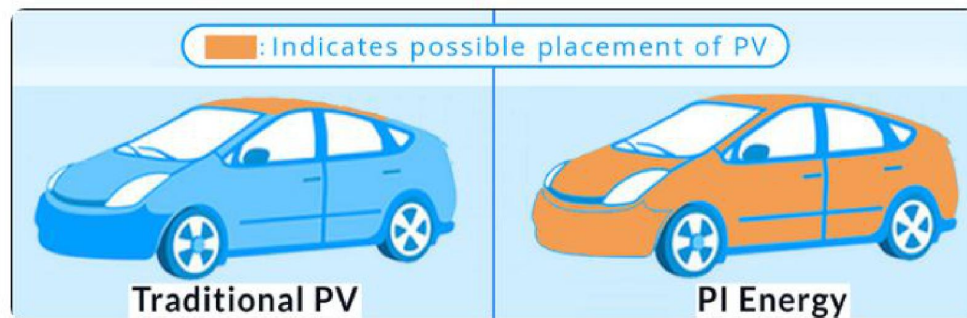 : Indicates possible placement of PV
Traditional PV
PI Energy